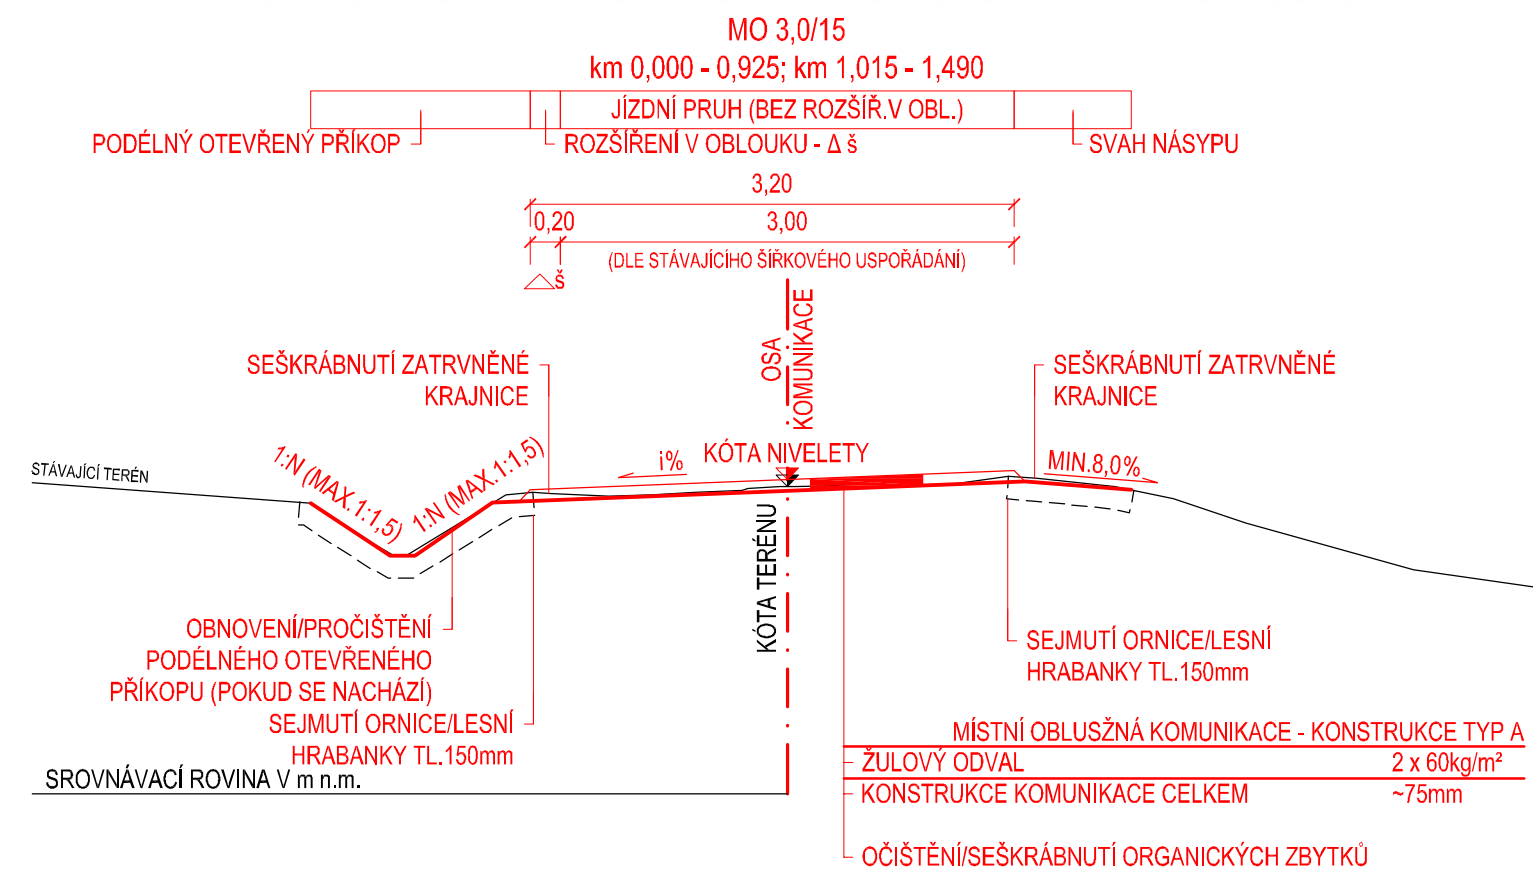 MO 3,0/15
km 0,000 - 0,925; km 1,015 - 1,490
JÍZDNÍ PRUH (BEZ ROZŠÍŘ.V OBL.)
PODÉLNÝ OTEVŘENÝ PŘÍKOP
ROZŠÍŘENÍ V OBLOUKU - Δ š
SVAH NÁSYPU
3,20
0,20
3,00
(DLE STÁVAJÍCÍHO ŠÍŘKOVÉHO USPOŘÁDÁNÍ)
š
OSA
KOMUNIKACE
SEŠKRÁBNUTÍ ZATRVNĚNÉ
KRAJNICE
SEŠKRÁBNUTÍ ZATRVNĚNÉ
KRAJNICE
STÁVAJÍCÍ TERÉN
1:N (MAX.1:1,5)
1:N (MAX.1:1,5)
i%
KÓTA NIVELETY
MIN.8,0%
KÓTA TERÉNU
OBNOVENÍ/PROČIŠTĚNÍ
PODÉLNÉHO OTEVŘENÉHO
PŘÍKOPU (POKUD SE NACHÁZÍ)
SEJMUTÍ ORNICE/LESNÍ
HRABANKY TL.150mm
SEJMUTÍ ORNICE/LESNÍ
HRABANKY TL.150mm
SROVNÁVACÍ ROVINA V m n.m.
MÍSTNÍ OBLUSŽNÁ KOMUNIKACE - KONSTRUKCE TYP A
ŽULOVÝ ODVAL 2 x 60kg/m²
KONSTRUKCE KOMUNIKACE CELKEM ~75mm
OČIŠTĚNÍ/SEŠKRÁBNUTÍ ORGANICKÝCH ZBYTKŮ